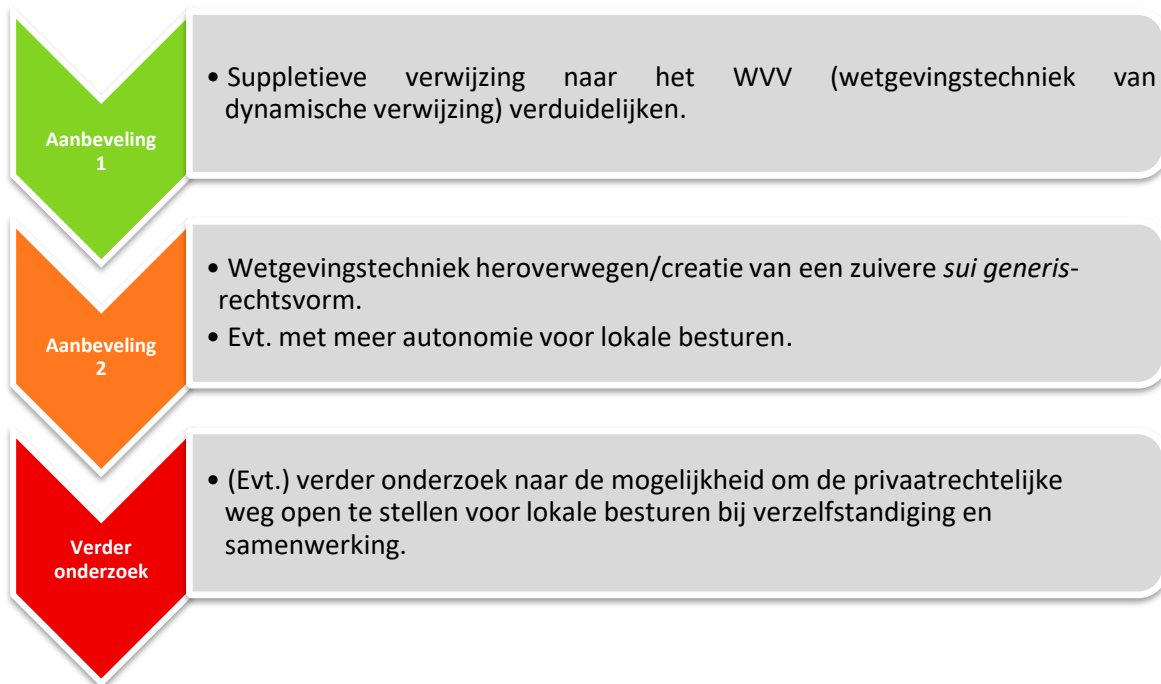 Aanbeveling
1
• Suppletieve verwijzing naar het WVV (wetgevingstechniek van
dynamische verwijzing) verduidelijken.
Aanbeveling
2
• Wetgevingstechniek heroverwegen/creatie van een zuivere sui generis-
rechtsvorm.
• Evt. met meer autonomie voor lokale besturen.
Verder
onderzoek
• (Evt.) verder onderzoek naar de mogelijkheid om de privaatrechtelijke
weg open te stellen voor lokale besturen bij verzelfstandiging en
samenwerking.